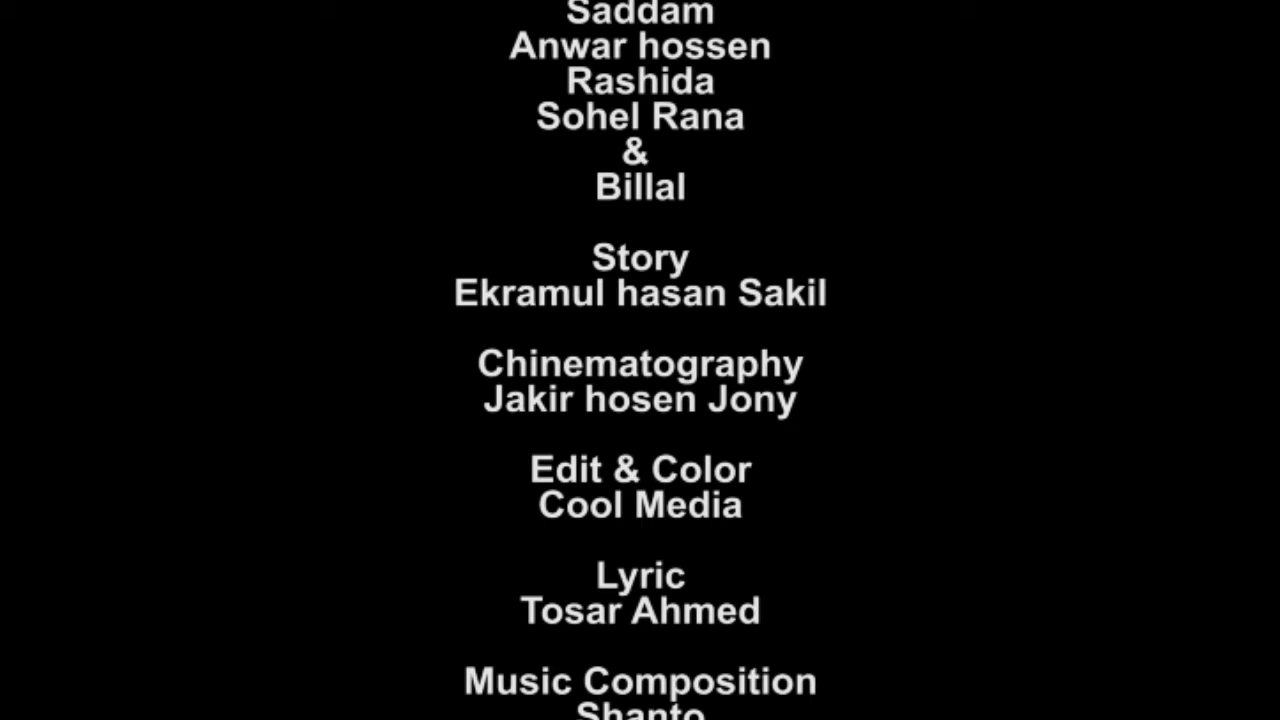 Saddam
Anwar hossen
Rashida
Sohel Rana
&
Billal
Story
Ekramul hasan Sakil
Chinematography
Jakir hosen Jony
Edit & Color
Cool Media
Lyric
Tosar Ahmed
Music Composition
Shanto